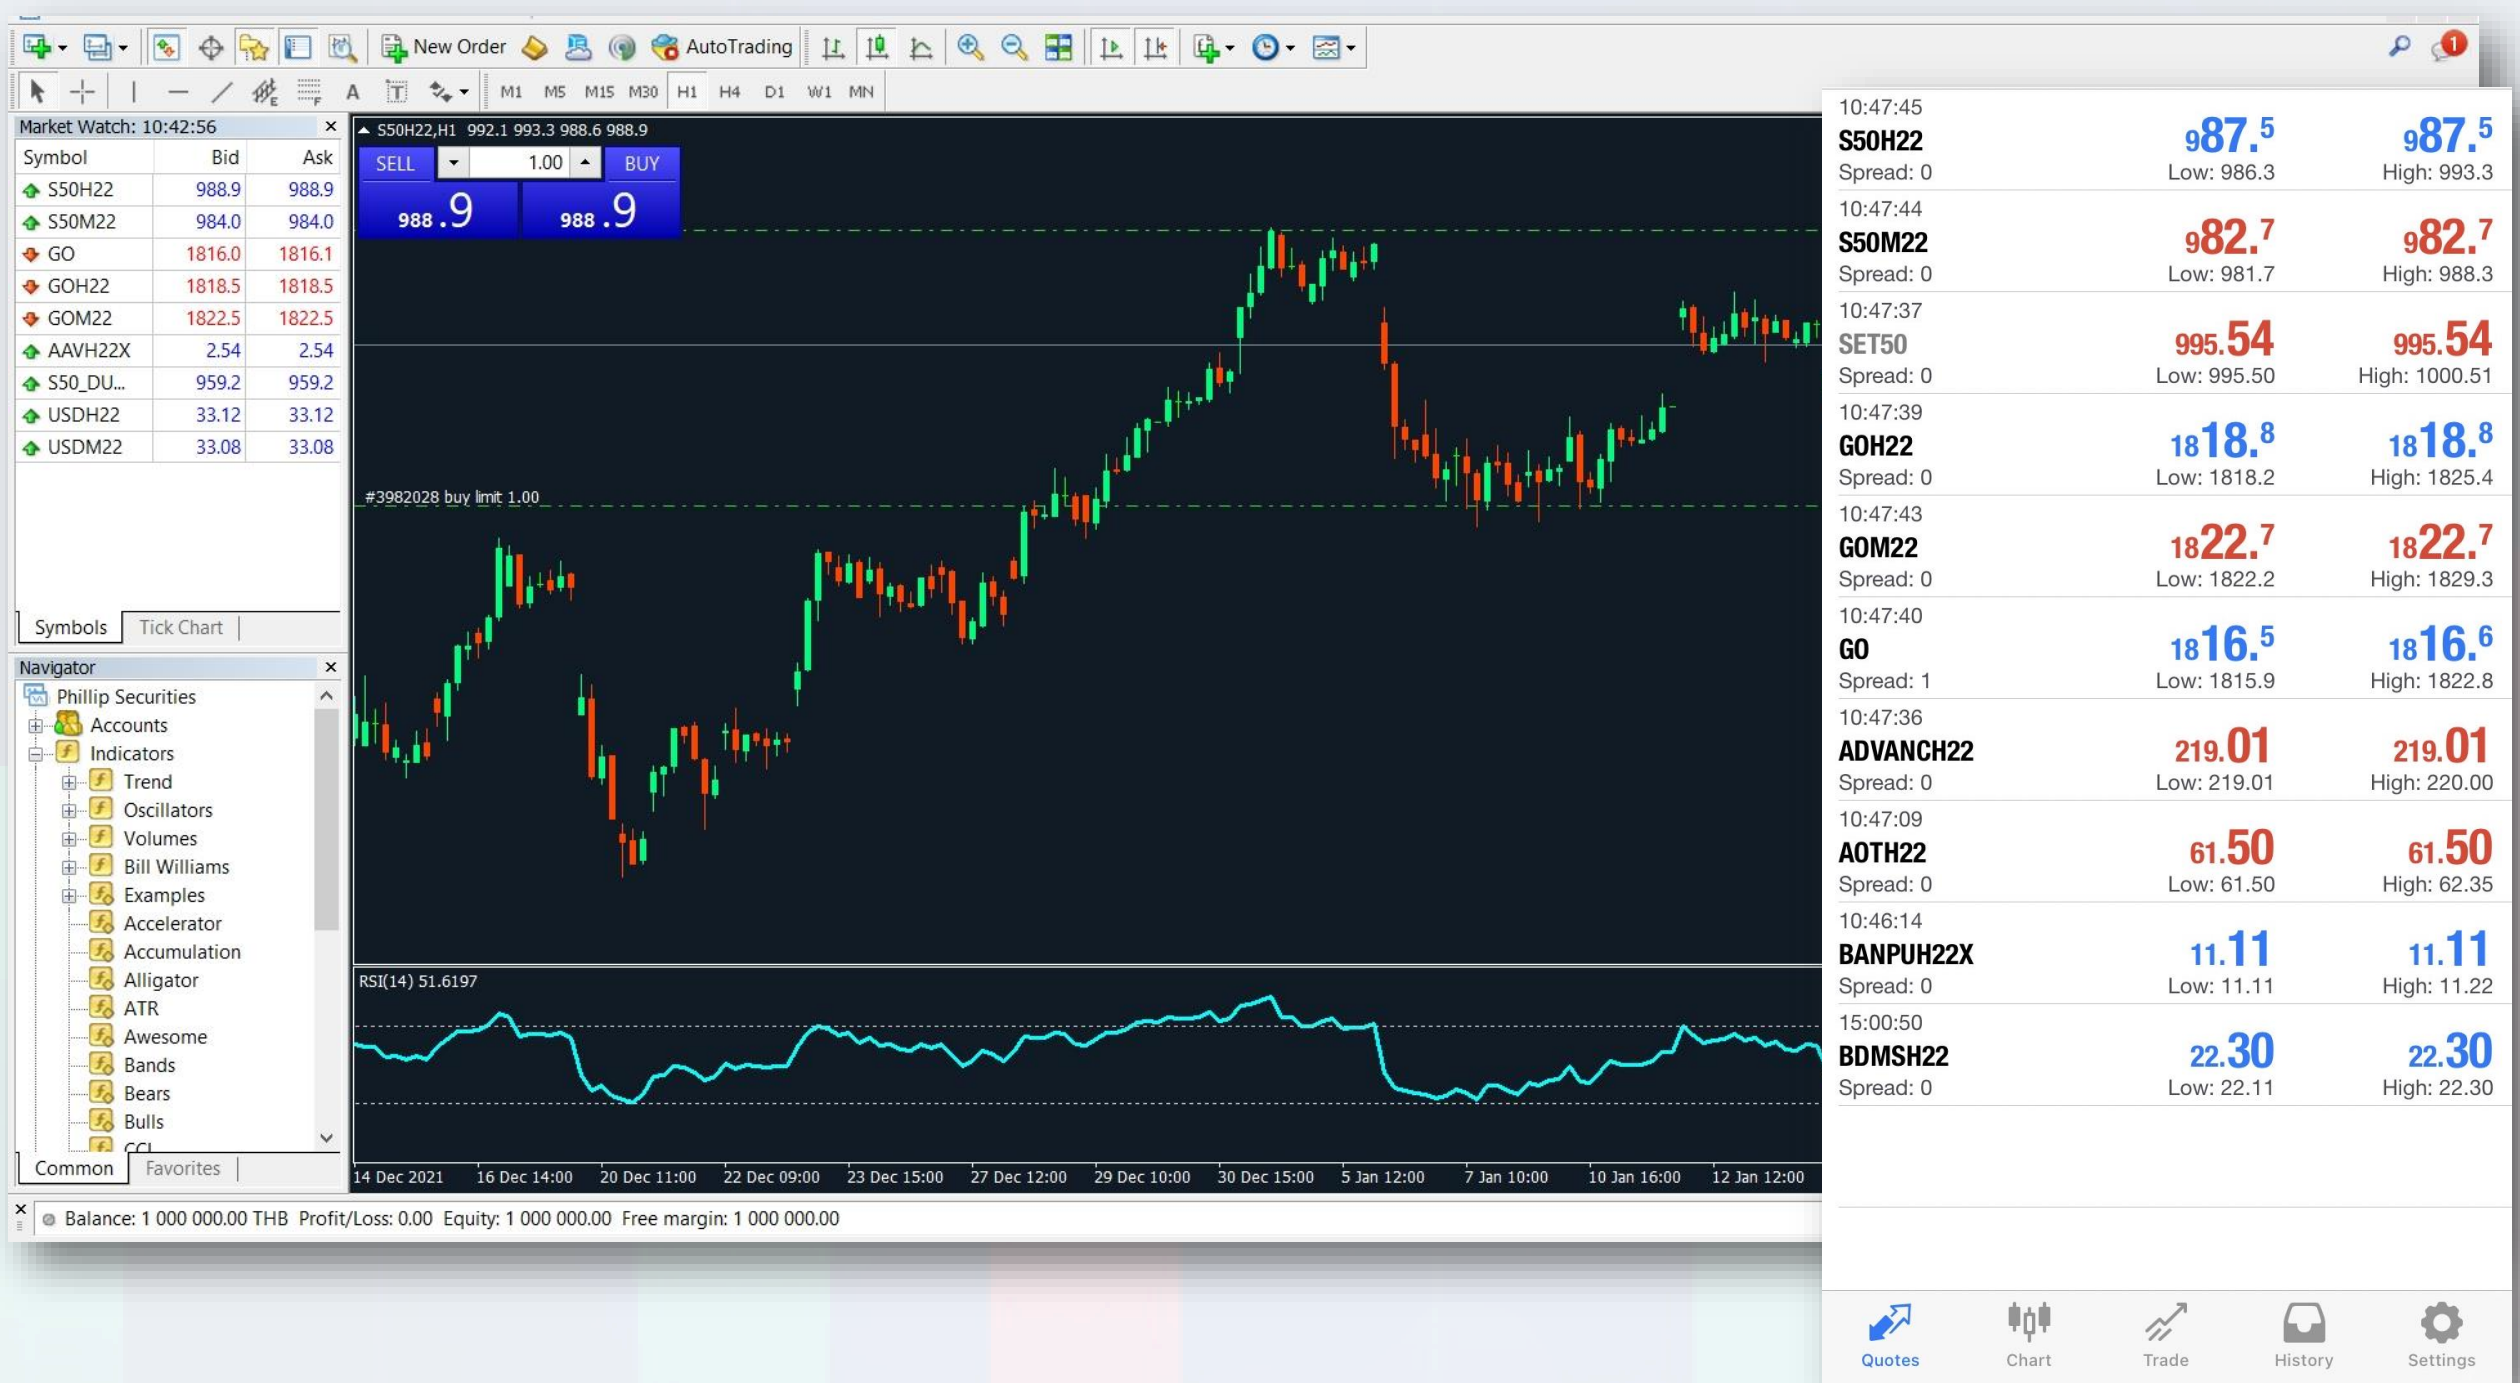 New Order
AutoTrading
1
E
F
A
T
M1 M5 M15 M30 H1 H4 D1 W1 MN
Market Watch: 10:42:56
Symbol Bid Ask
S50H22 988.9 988.9
S50M22 984.0 984.0
GO 1816.0 1816.1
GOH22 1818.5 1818.5
GOM22 1822.5 1822.5
AAVH22X 2.54 2.54
S50_DU... 959.2 959.2
USDH22 33.12 33.12
USDM22 33.08 33.08
Symbols Tick Chart
Navigator
Phillip Securities
Accounts
Indicators
Trend
Oscillators
Volumes
Bill Williams
Examples
Accelerator
Accumulation
Alligator
ATR
Awesome
Bands
Bears
Bulls
CCI
Common Favorites
S50H22,H1 992.1 993.3 988.6 988.9
SELL 1.00 BUY
988.9 988.9
#3982028 buy limit 1.00
RSI(14) 51.6197
14 Dec 2021 16 Dec 14:00 20 Dec 11:00 22 Dec 09:00 23 Dec 15:00 27 Dec 12:00 29 Dec 10:00 30 Dec 15:00 5 Jan 12:00 7 Jan 10:00 10 Jan 16:00 12 Jan 12:00
Balance: 1 000 000.00 THB Profit/Loss: 0.00 Equity: 1 000 000.00 Free margin: 1 000 000.00
10:47:45
S50H22 987.5 987.5
Spread: 0 Low: 986.3 High: 993.3
10:47:44
S50M22 982.7 982.7
Spread: 0 Low: 981.7 High: 988.3
10:47:37
SET50 995.54 995.54
Spread: 0 Low: 995.50 High: 1000.51
10:47:39
GOH22 1818.8 1818.8
Spread: 0 Low: 1818.2 High: 1825.4
10:47:43
GOM22 1822.7 1822.7
Spread: 0 Low: 1822.2 High: 1829.3
10:47:40
GO 1816.5 1816.6
Spread: 1 Low: 1815.9 High: 1822.8
10:47:36
ADVANCH22 219.01 219.01
Spread: 0 Low: 219.01 High: 220.00
10:47:09
AOTH22 61.50 61.50
Spread: 0 Low: 61.50 High: 62.35
10:46:14
BANPUH22X 11.11 11.11
Spread: 0 Low: 11.11 High: 11.22
15:00:50
BDMSH22 22.30 22.30
Spread: 0 Low: 22.11 High: 22.30
Quotes Chart Trade History Settings